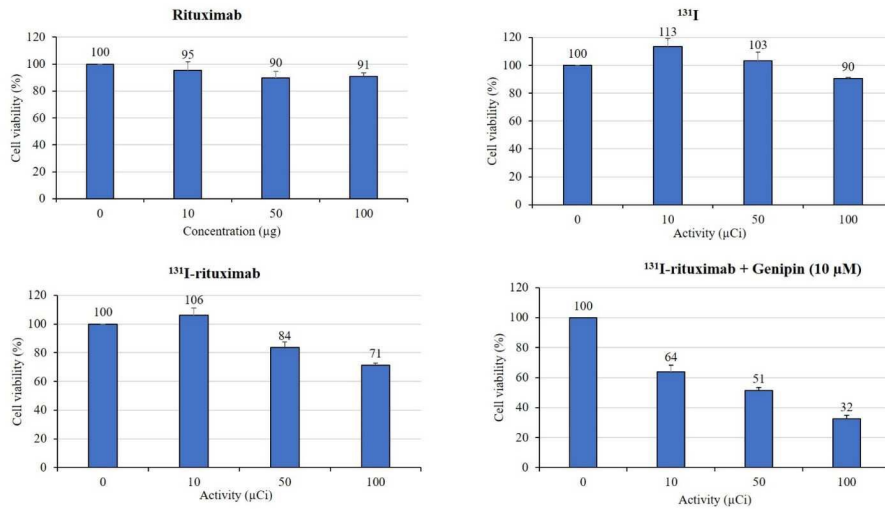 Rituximab
120
100
80
60
40
20
0
Cell viability (%)
100
95
90
91
0 10 50 100
Concentration (µg)
¹³¹I
120
100
80
60
40
20
0
Cell viability (%)
100
113
103
90
0 10 50 100
Activity (µCi)
¹³¹I-rituximab
120
100
80
60
40
20
0
Cell viability (%)
100
106
84
71
0 10 50 100
Activity (µCi)
¹³¹I-rituximab + Genipin (10 µM)
120
100
80
60
40
20
0
Cell viability (%)
100
64
51
32
0 10 50 100
Activity (µCi)